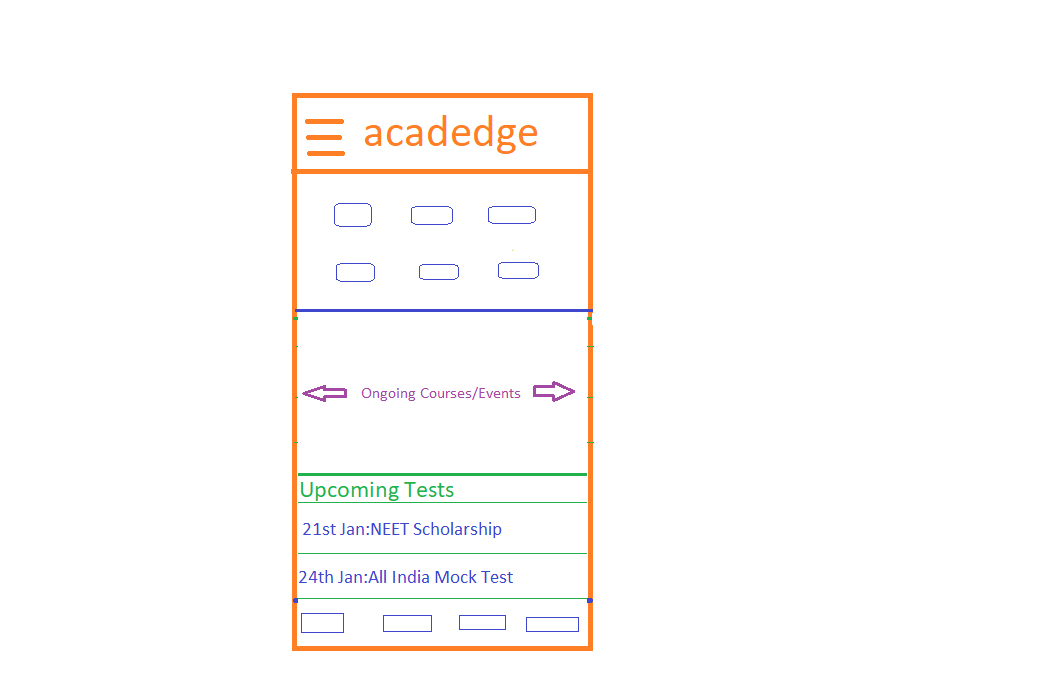 acadedge
Ongoing Courses/Events
Upcoming Tests
21st Jan:NEET Scholarship
24th Jan:All India Mock Test